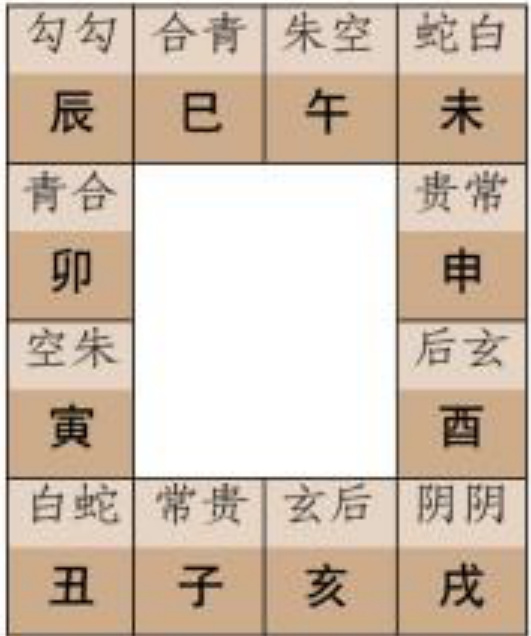 勾勾 合青 朱空 蛇白
辰 巳 午 未
青合 贵常
卯 申
空朱 后玄
寅 酉
白蛇 常贵 玄后 阴阴
丑 子 亥 戌